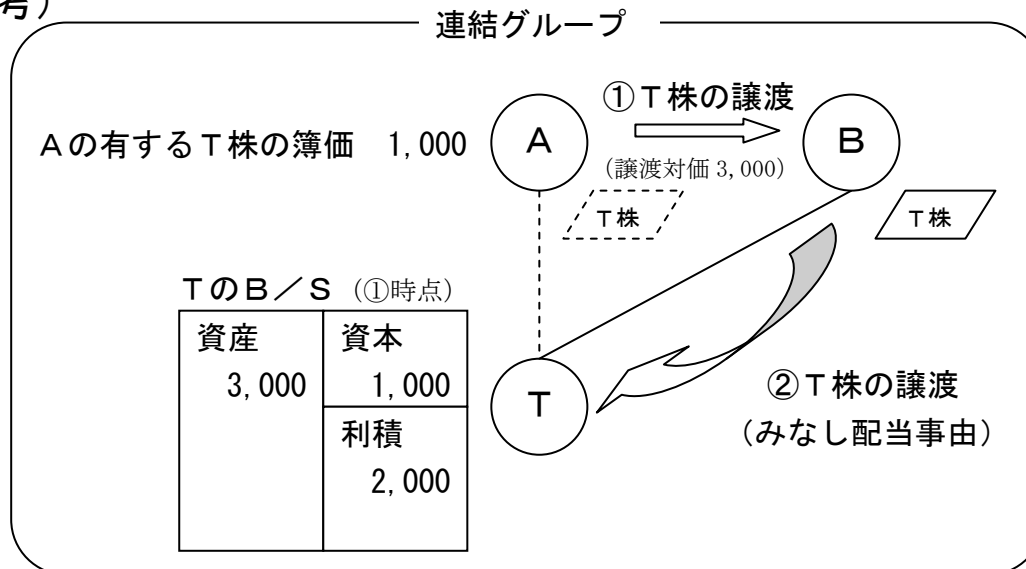 考）
連結グループ
①Ｔ株の譲渡
Ａの有するＴ株の簿価　1,000
Ａ
Ｂ
（譲渡対価 3,000）
Ｔ株
Ｔ株
ＴのＢ／Ｓ（①時点）
資産
資本
3,000
1,000
利積
2,000
Ｔ
②Ｔ株の譲渡
（みなし配当事由）